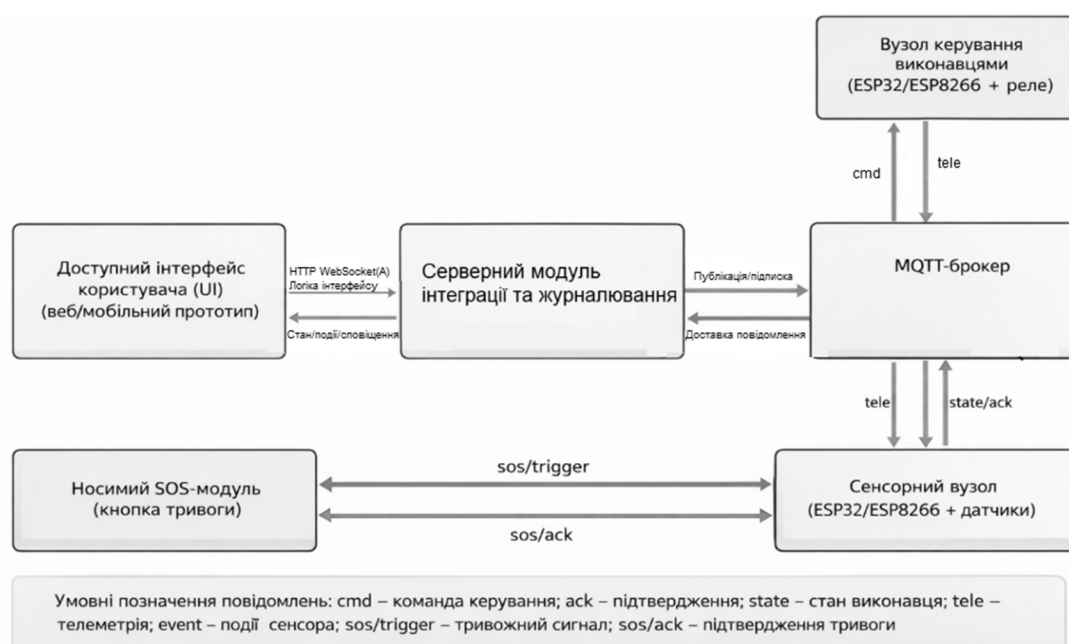 Вузол керування
виконавцями
(ESP32/ESP8266 + реле)
cmd
tele
Доступний інтерфейс
користувача (UI)
(веб/мобільний прототип)
HTTP WebSocket(A)
Логіка інтерфейсу
Стан/події/сповіщення
Серверний модуль
інтеграції та журналювання
Публікація/підписка
Доставка повідомлення
MQTT-брокер
tele
state/ack
Носимий SOS-модуль
(кнопка тривоги)
sos/trigger
sos/ack
Сенсорний вузол
(ESP32/ESP8266 + датчики)
Умовні позначення повідомлень: cmd – команда керування; ack – підтвердження; state – стан виконавця; tele –
телеметрія; event – події сенсора; sos/trigger – тривожний сигнал; sos/ack – підтвердження тривоги